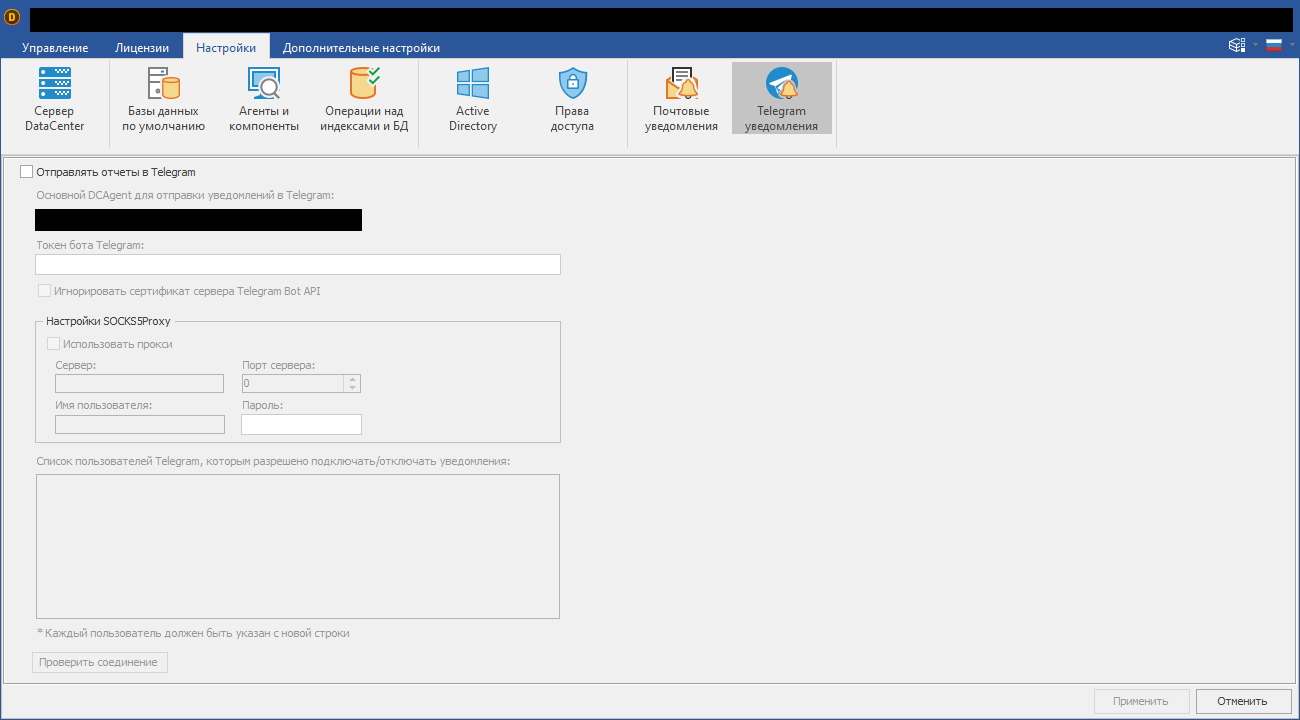 D
Управление Лицензии Настройки Дополнительные настройки
Сервер DataCenter
Базы данных по умолчанию
Агенты и компоненты
Операции над индексами и БД
Active Directory
Права доступа
Почтовые уведомления
Telegram уведомления
Отправлять отчеты в Telegram
Основной DCAgent для отправки уведомлений в Telegram:
Токен бота Telegram:
Игнорировать сертификат сервера Telegram Bot API
Настройки SOCKS5Proxy
Использовать прокси
Сервер: Порт сервера:
0
Имя пользователя: Пароль:
Список пользователей Telegram, которым разрешено подключать/отключать уведомления:
* Каждый пользователь должен быть указан с новой строки
Проверить соединение
Применить Отменить